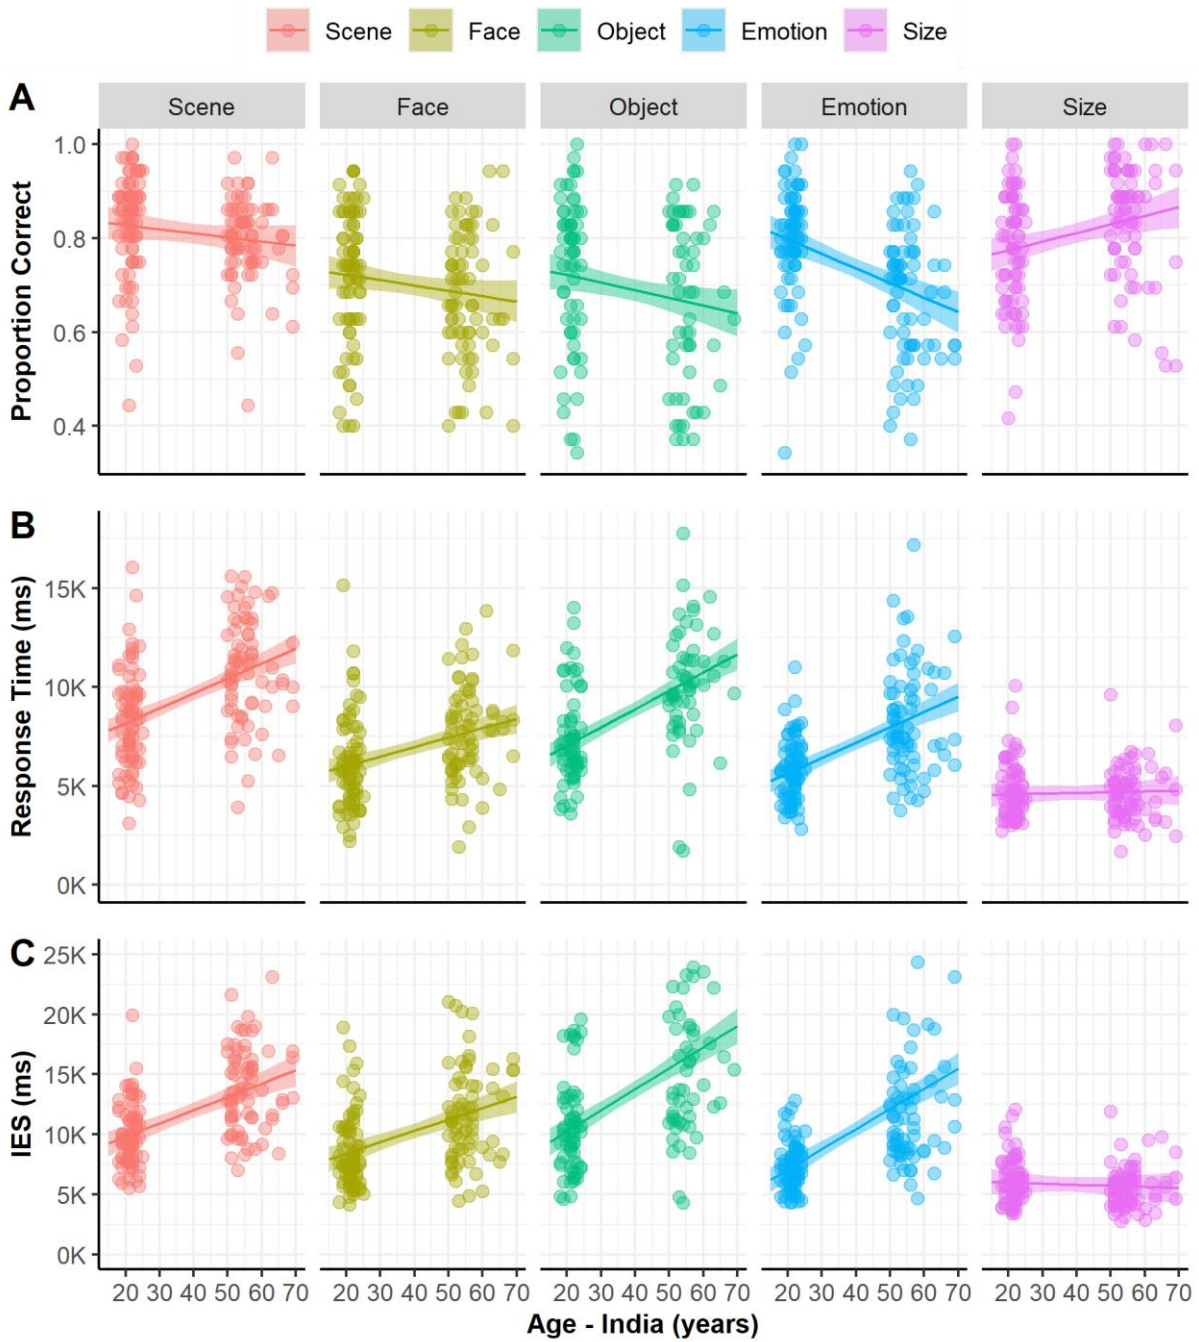 Scene Face Object Emotion Size
A
Scene Face Object Emotion Size
1.0
0.8
0.6
0.4
Proportion Correct
B
15K
10K
5K
0K
Response Time (ms)
C
25K
20K
15K
10K
5K
0K
IES (ms)
20 30 40 50 60 70 20 30 40 50 60 70 20 30 40 50 60 70 20 30 40 50 60 70 20 30 40 50 60 70
Age - India (years)